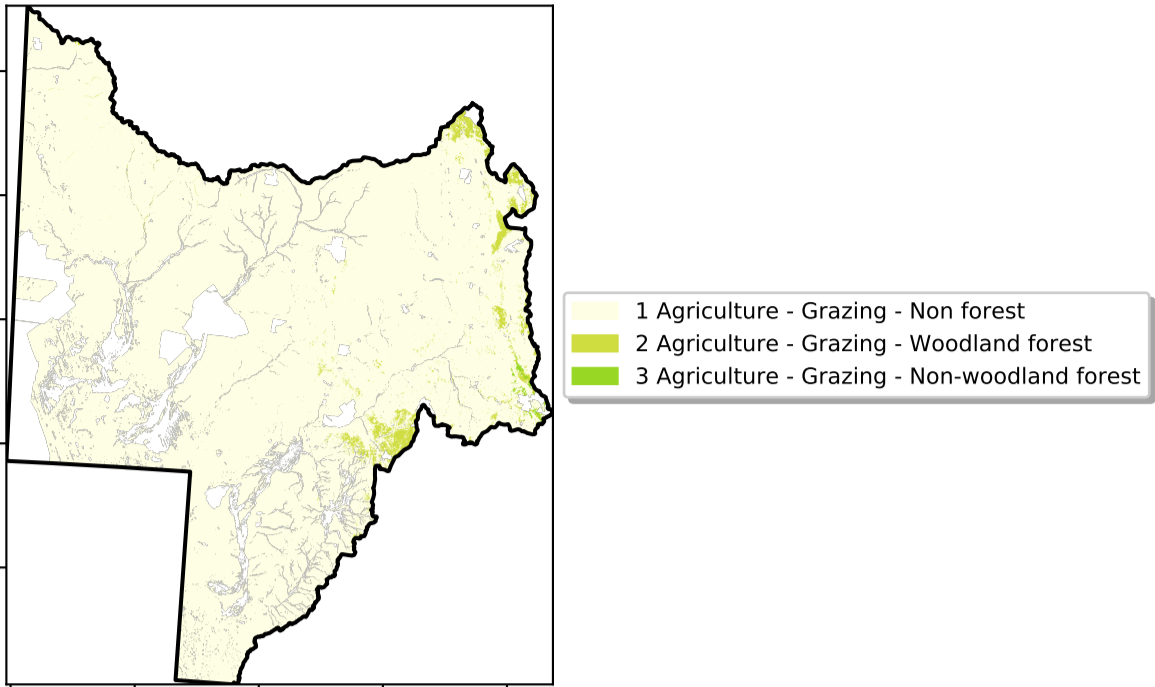 1 Agriculture - Grazing - Non forest
2 Agriculture - Grazing - Woodland forest
3 Agriculture - Grazing - Non-woodland forest